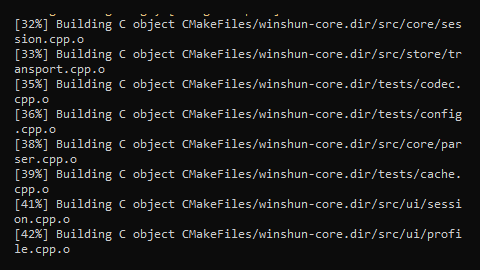 [32%] Building C object CMakeFiles/winshun-core.dir/src/core/ses
sion.cpp.o
[33%] Building C object CMakeFiles/winshun-core.dir/src/store/tr
ansport.cpp.o
[35%] Building C object CMakeFiles/winshun-core.dir/tests/codec.
cpp.o
[36%] Building C object CMakeFiles/winshun-core.dir/tests/config
.cpp.o
[38%] Building C object CMakeFiles/winshun-core.dir/src/core/par
ser.cpp.o
[39%] Building C object CMakeFiles/winshun-core.dir/tests/cache.
cpp.o
[41%] Building C object CMakeFiles/winshun-core.dir/src/ui/sessi
on.cpp.o
[42%] Building C object CMakeFiles/winshun-core.dir/src/ui/profi
le.cpp.o